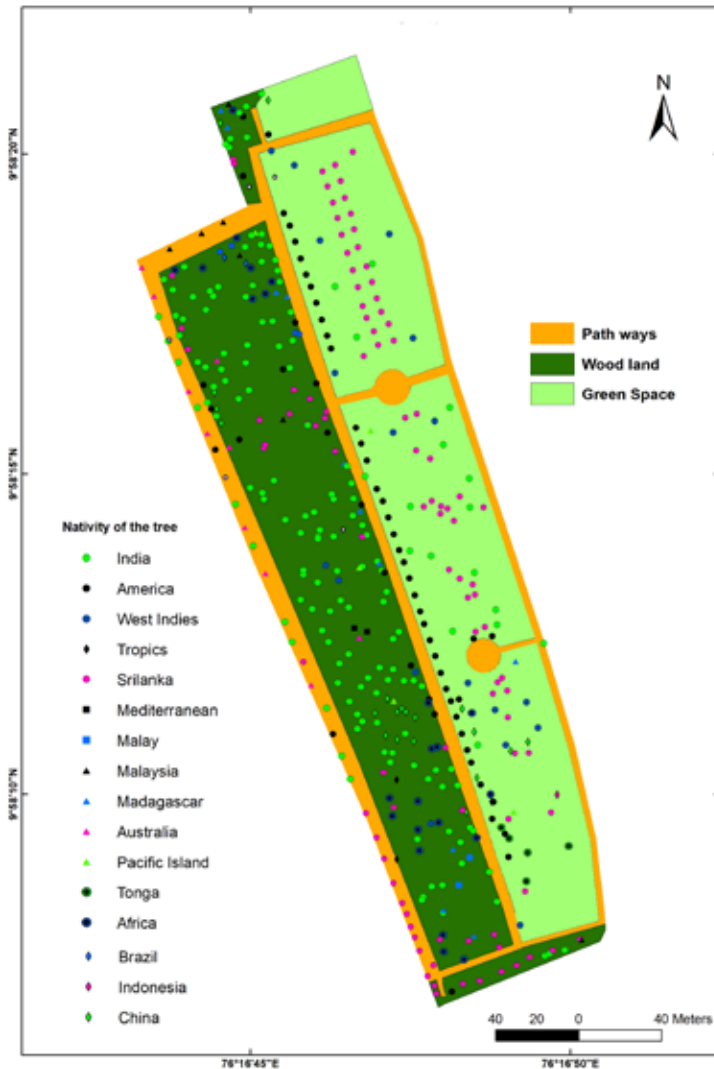 N
9°58'20"N
Path ways
Wood land
Green Space
9°58'15"N
Nativity of the tree
India
America
West Indies
Tropics
Srilanka
Mediterranean
Malay
Malaysia
Madagascar
Australia
Pacific Island
Tonga
Africa
Brazil
Indonesia
China
9°58'10"N
40 20 0 40 Meters
76°16'45"E 76°16'50"E